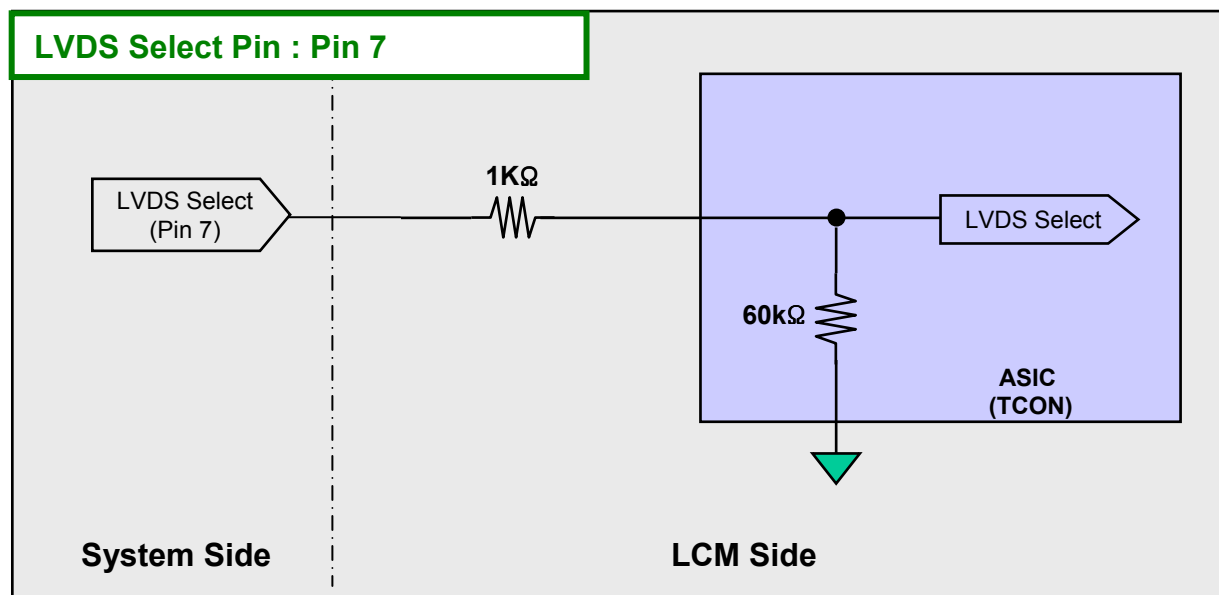 LVDS Select Pin : Pin 7
1KΩ
LVDS Select
(Pin 7)
LVDS Select
60kΩ
ASIC
(TCON)
System Side
LCM Side